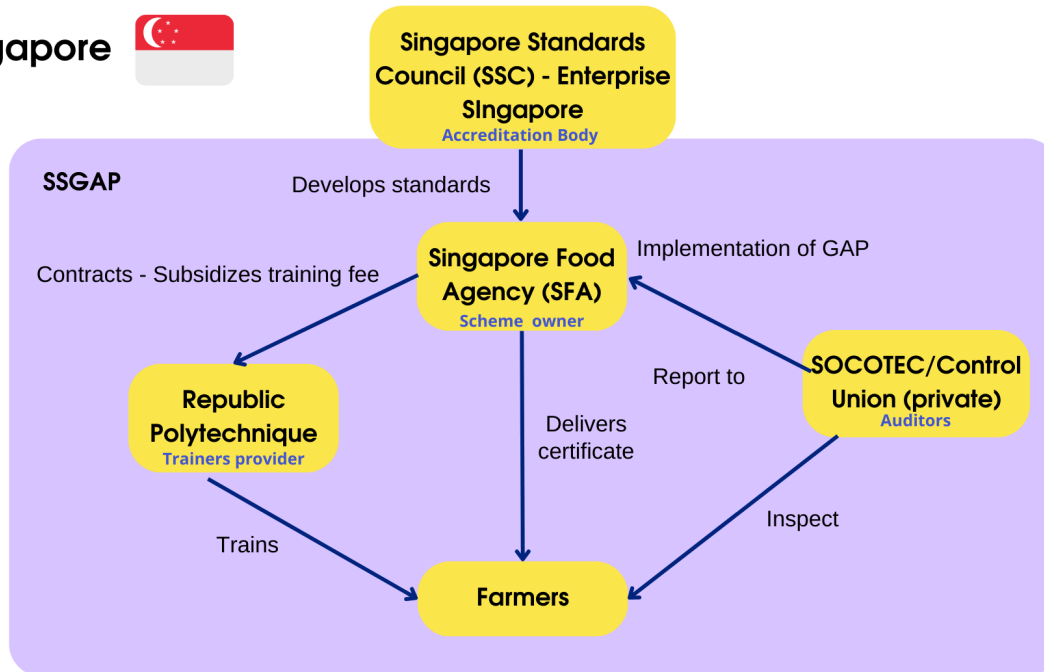 gapore
Singapore Standards
Council (SSC) - Enterprise
SIngapore
Accreditation Body
SSGAP
Develops standards
Singapore Food
Agency (SFA)
Scheme owner
Implementation of GAP
Contracts - Subsidizes training fee
Republic
Polytechnique
Trainers provider
Report to
SOCOTEC/Control
Union (private)
Auditors
Delivers
certificate
Trains
Inspect
Farmers